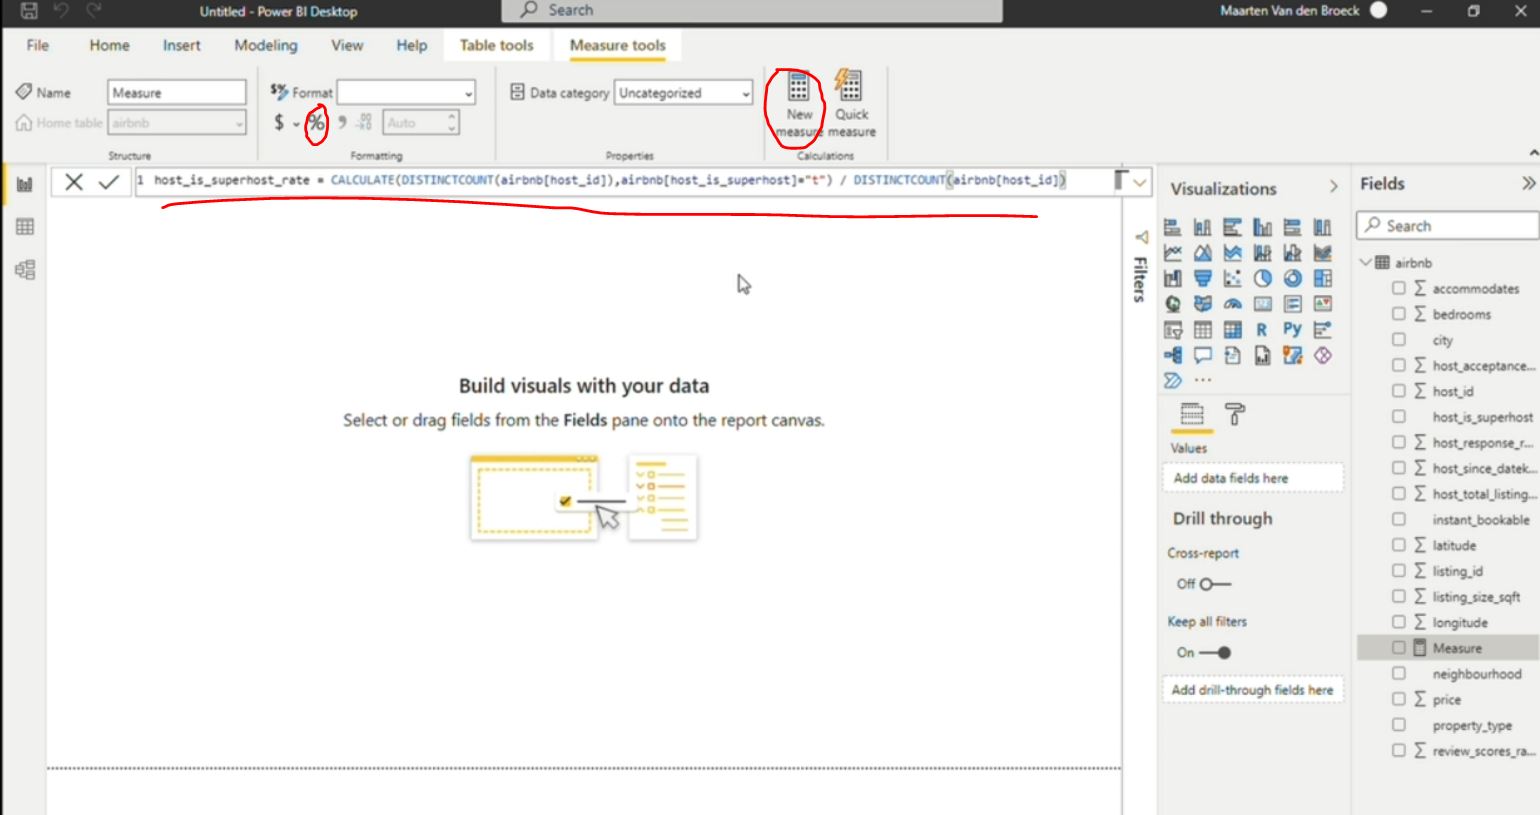 Untitled - Power BI Desktop
Search
Maarten Van den Broeck
File Home Insert Modeling View Help Table tools Measure tools
Name Measure
Format
Data category Uncategorized
New measure
Quick measure
Home table airbnb
$ % 9 .00 Auto
Structure Formatting Properties Calculations
1 host_is_superhost_rate = CALCULATE(DISTINCTCOUNT(airbnb[host_id]),airbnb[host_is_superhost]="t") / DISTINCTCOUNT(airbnb[host_id])
Build visuals with your data
Select or drag fields from the Fields pane onto the report canvas.
Filters
Visualizations
R Py
...
Values
Add data fields here
Drill through
Cross-report
Off
Keep all filters
On
Add drill-through fields here
Fields
Search
airbnb
Σ accommodates
Σ bedrooms
city
Σ host_acceptance...
Σ host_id
host_is_superhost
Σ host_response_r...
Σ host_since_datek...
Σ host_total_listing...
instant_bookable
Σ latitude
Σ listing_id
Σ listing_size_sqft
Σ longitude
Measure
neighbourhood
Σ price
property_type
Σ review_scores_ra...